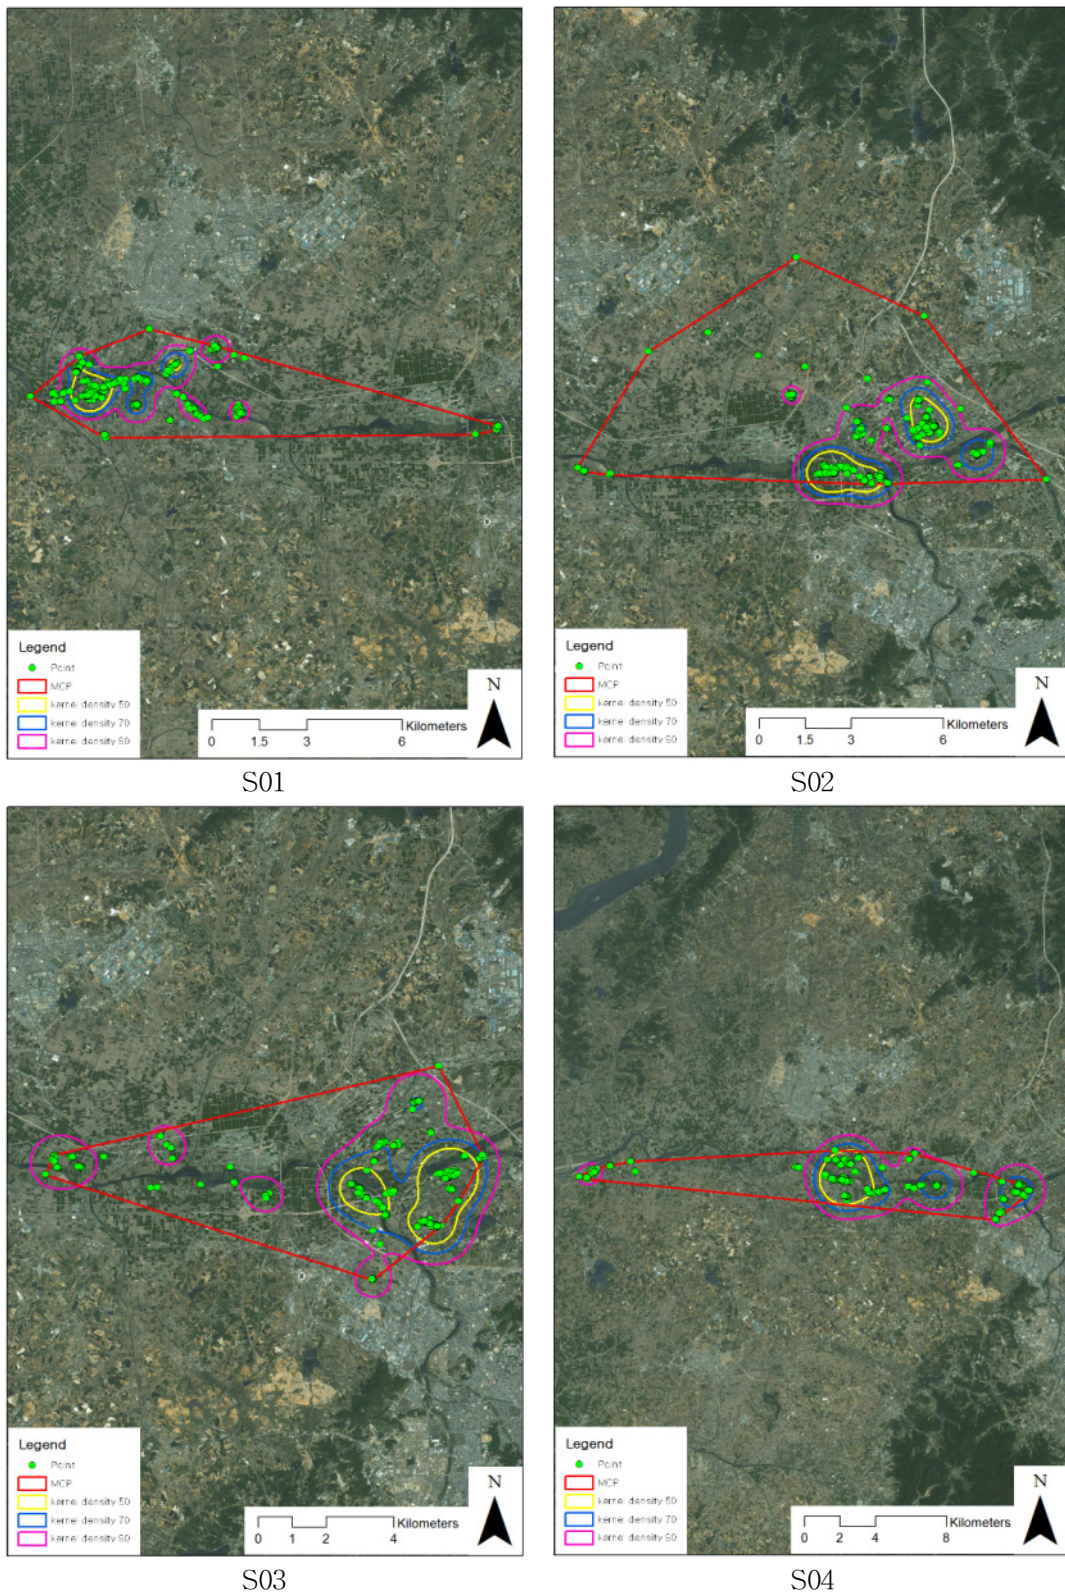 Legend
Point
MCP
kernel density 50
kernel density 70
kernel density 90
0 1.5 3 6 Kilometers
N
S01
Legend
Point
MCP
kernel density 50
kernel density 70
kernel density 90
0 1.5 3 6 Kilometers
N
S02
Legend
Point
MCP
kernel density 50
kernel density 70
kernel density 90
0 1 2 4 Kilometers
N
S03
Legend
Point
MCP
kernel density 50
kernel density 70
kernel density 90
0 2 4 8 Kilometers
N
S04